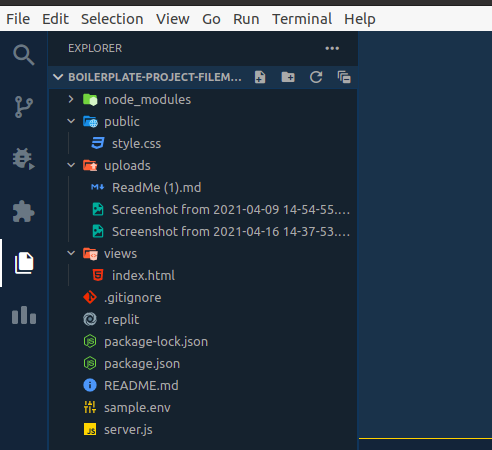 File Edit Selection View Go Run Terminal Help
EXPLORER
BOILERPLATE-PROJECT-FILEM...
node_modules
public
style.css
uploads
ReadMe (1).md
Screenshot from 2021-04-09 14-54-55....
Screenshot from 2021-04-16 14-37-53....
views
index.html
.gitignore
.replit
package-lock.json
package.json
README.md
sample.env
server.js